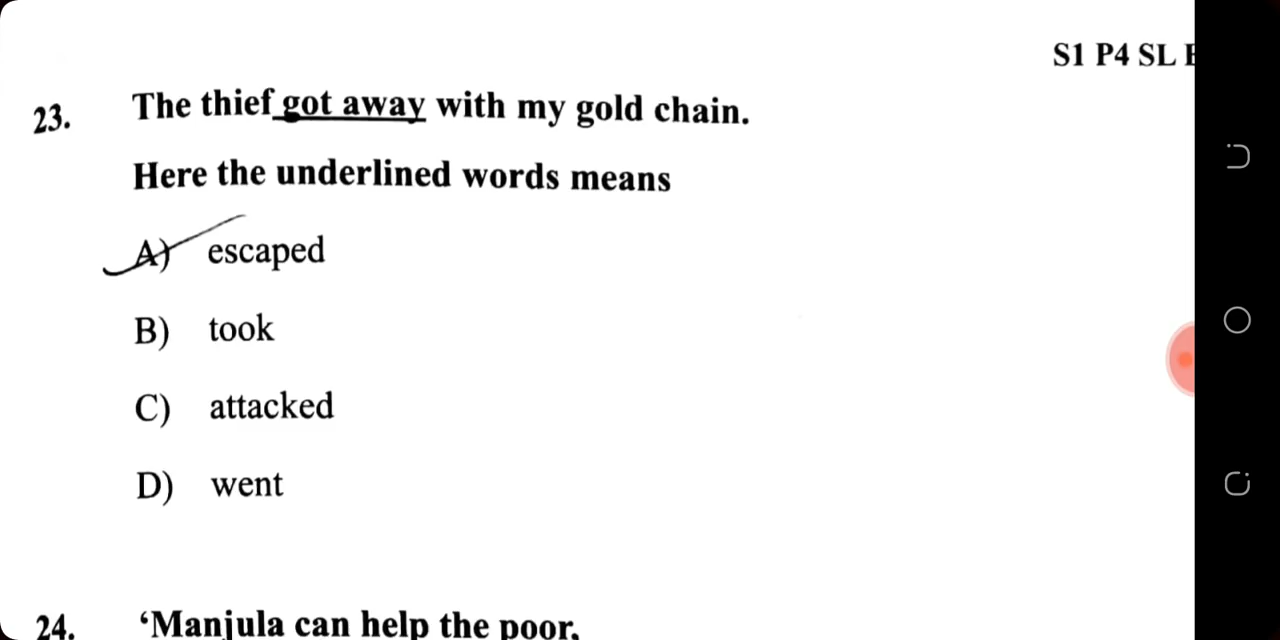 S1 P4 SL
23. The thief got away with my gold chain.
Here the underlined words means
A) escaped
B) took
C) attacked
D) went
24. ‘Manjula can help the poor,